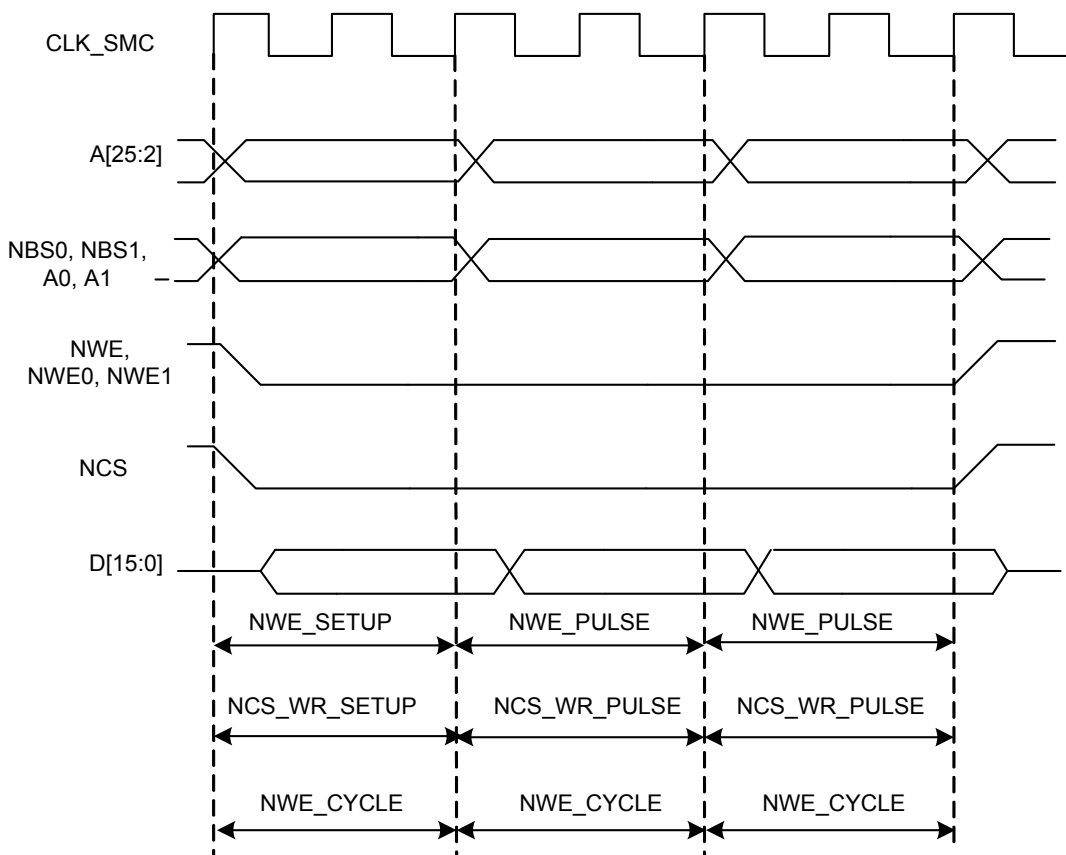 CLK_SMC
A[25:2]
NBS0, NBS1,
A0, A1
NWE,
NWE0, NWE1
NCS
D[15:0]
NWE_SETUP NWE_PULSE NWE_PULSE
NCS_WR_SETUP NCS_WR_PULSE NCS_WR_PULSE
NWE_CYCLE NWE_CYCLE NWE_CYCLE